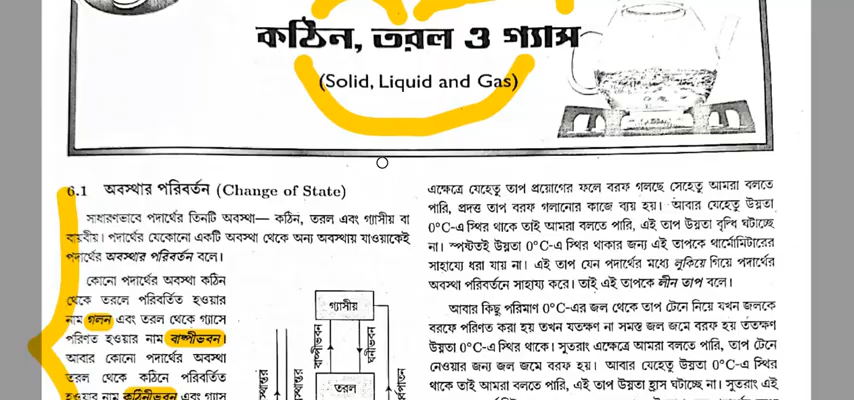 কঠিন, তরল ও গ্যাস
(Solid, Liquid and Gas)
6.1 অবস্থার পরিবর্তন (Change of State)
সাধারণভাবে পদার্থের তিনটি অবস্থা— কঠিন, তরল এবং গ্যাসীয় বা
বায়বীয়। পদার্থের যেকোনো একটি অবস্থা থেকে অন্য অবস্থায় যাওয়াকেই
পদার্থের অবস্থার পরিবর্তন বলে।
কোনো পদার্থের অবস্থা কঠিন
থেকে তরলে পরিবর্তিত হওয়ার
নাম গলন এবং তরল থেকে গ্যাসে
পরিণত হওয়ার নাম বাষ্পীভবন।
আবার কোনো পদার্থের অবস্থা
তরল থেকে কঠিনে পরিবর্তিত
হওয়ার নাম কঠিনীভবন এবং গ্যাস
গ্যাসীয়
বাষ্পীভবন
ঘনীভবন
তরল
এক্ষেত্রে যেহেতু তাপ প্রয়োগের ফলে বরফ গলছে সেহেতু আমরা বলতে
পারি, প্রদত্ত তাপ বরফ গলানোর কাজে ব্যয় হয়। আবার যেহেতু উষ্ণতা
0°C-এ স্থির থাকে তাই আমরা বলতে পারি, এই তাপ উষ্ণতা বৃদ্ধি ঘটাচ্ছে
না। স্পষ্টতই উষ্ণতা 0°C-এ স্থির থাকার জন্য এই তাপকে থার্মোমিটারের
সাহায্যে ধরা যায় না। এই তাপ যেন পদার্থের মধ্যে লুকিয়ে গিয়ে পদার্থের
অবস্থা পরিবর্তনে সাহায্য করে। তাই এই তাপকে লীন তাপ বলে।
আবার কিছু পরিমাণ 0°C-এর জল থেকে তাপ টেনে নিয়ে যখন জলকে
বরফে পরিণত করা হয় তখন যতক্ষণ না সমস্ত জল জমে বরফ হয় ততক্ষণ
উষ্ণতা 0°C-এ স্থির থাকে। সুতরাং এক্ষেত্রে আমরা বলতে পারি, তাপ টেনে
নেওয়ার জন্য জল জমে বরফ হয়। আবার যেহেতু উষ্ণতা 0°C-এ স্থির
থাকে তাই আমরা বলতে পারি, এই তাপ উষ্ণতা হ্রাস ঘটাচ্ছে না। সুতরাং এই